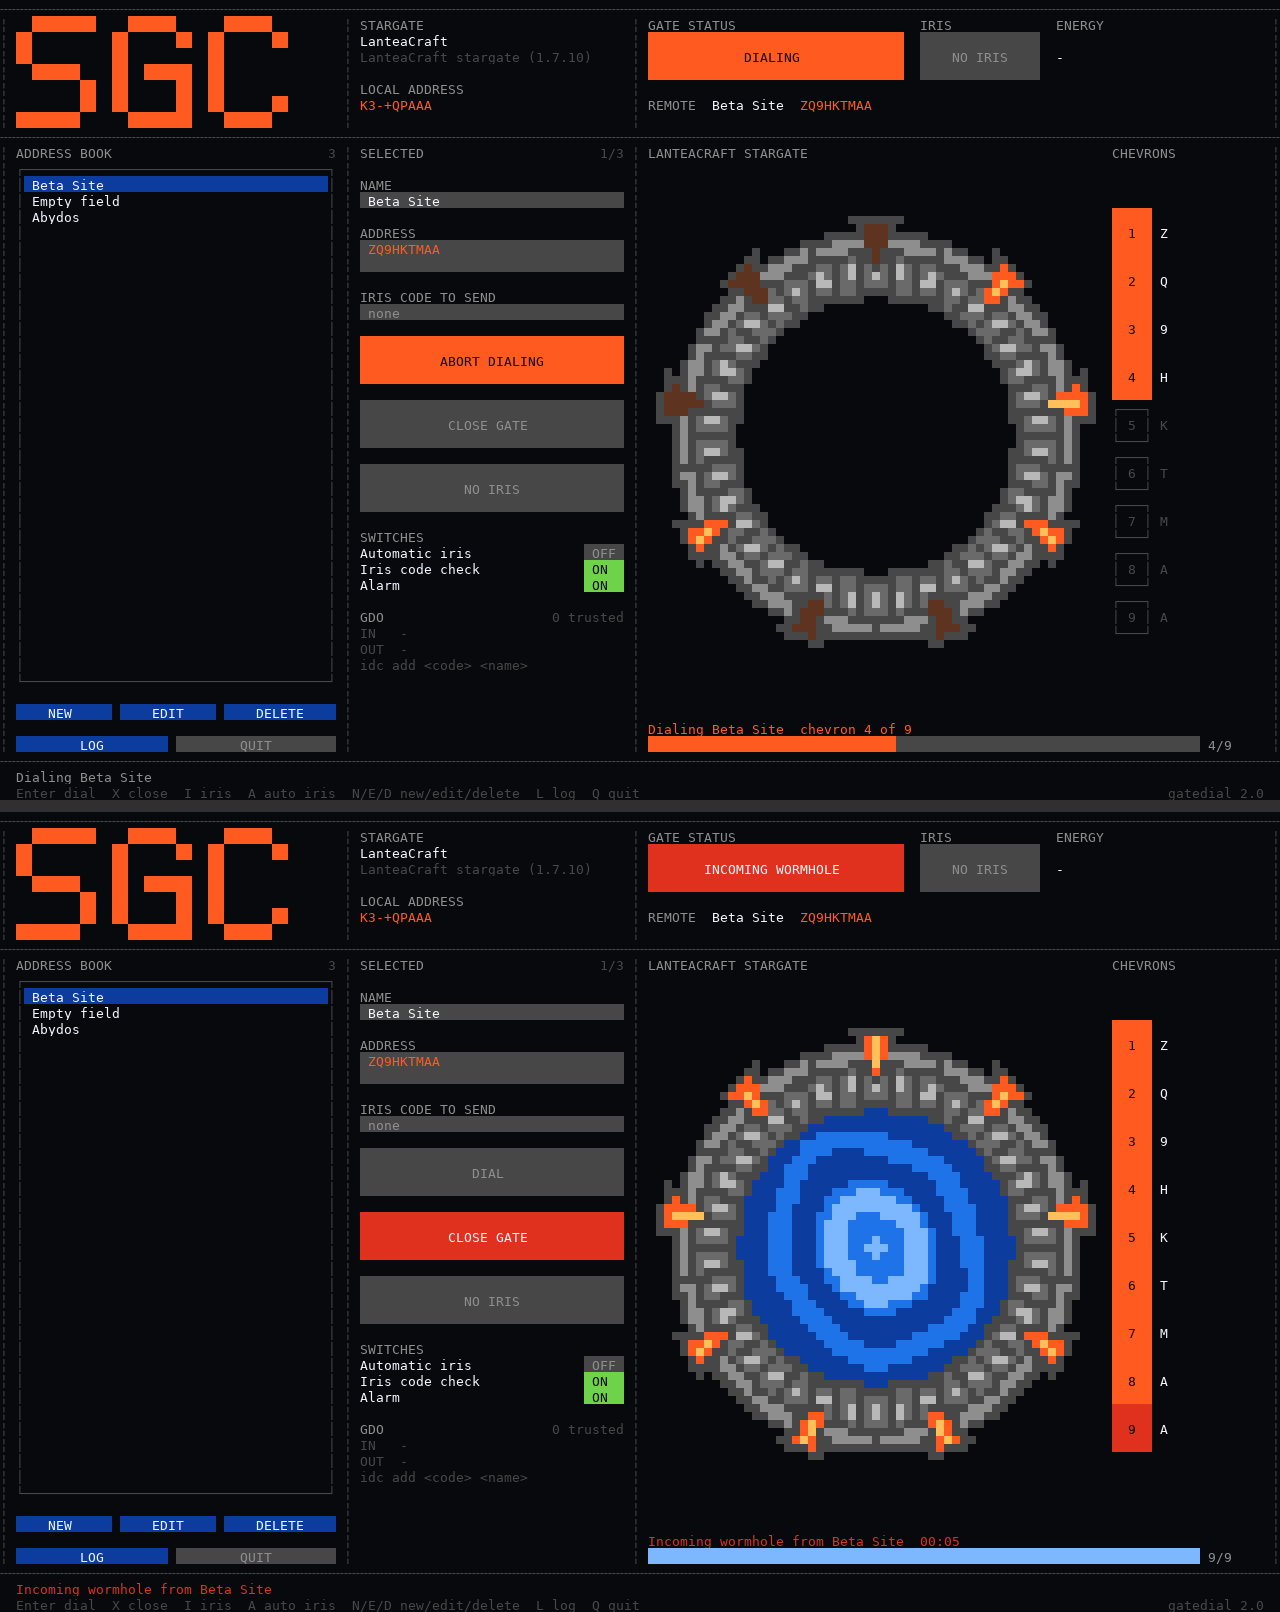 SGC
STARGATE
LanteaCraft
LanteaCraft stargate (1.7.10)
LOCAL ADDRESS
K3-+QPAAA
GATE STATUS
DIALING
IRIS
NO IRIS
ENERGY
-
REMOTE Beta Site ZQ9HKTMAA
ADDRESS BOOK 3
Beta Site
Empty field
Abydos
NEW EDIT DELETE
LOG QUIT
SELECTED 1/3
NAME
Beta Site
ADDRESS
ZQ9HKTMAA
IRIS CODE TO SEND
none
ABORT DIALING
CLOSE GATE
NO IRIS
SWITCHES
Automatic iris OFF
Iris code check ON
Alarm ON
GDO 0 trusted
IN -
OUT -
idc add <code> <name>
LANTEACRAFT STARGATE
CHEVRONS
1 Z
2 Q
3 9
4 H
5 K
6 T
7 M
8 A
9 A
Dialing Beta Site chevron 4 of 9
4/9
Dialing Beta Site
Enter dial X close I iris A auto iris N/E/D new/edit/delete L log Q quit gatedial 2.0
SGC
STARGATE
LanteaCraft
LanteaCraft stargate (1.7.10)
LOCAL ADDRESS
K3-+QPAAA
GATE STATUS
INCOMING WORMHOLE
IRIS
NO IRIS
ENERGY
-
REMOTE Beta Site ZQ9HKTMAA
ADDRESS BOOK 3
Beta Site
Empty field
Abydos
NEW EDIT DELETE
LOG QUIT
SELECTED 1/3
NAME
Beta Site
ADDRESS
ZQ9HKTMAA
IRIS CODE TO SEND
none
DIAL
CLOSE GATE
NO IRIS
SWITCHES
Automatic iris OFF
Iris code check ON
Alarm ON
GDO 0 trusted
IN -
OUT -
idc add <code> <name>
LANTEACRAFT STARGATE
CHEVRONS
1 Z
2 Q
3 9
4 H
5 K
6 T
7 M
8 A
9 A
Incoming wormhole from Beta Site 00:05
9/9
Incoming wormhole from Beta Site
Enter dial X close I iris A auto iris N/E/D new/edit/delete L log Q quit gatedial 2.0